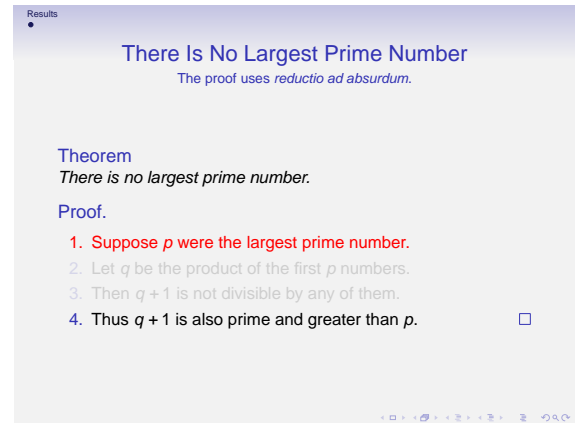 Results
There Is No Largest Prime Number
The proof uses reductio ad absurdum.
Theorem
There is no largest prime number.
Proof.
1. Suppose p were the largest prime number.
2. Let q be the product of the first p numbers.
3. Then q + 1 is not divisible by any of them.
4. Thus q + 1 is also prime and greater than p.